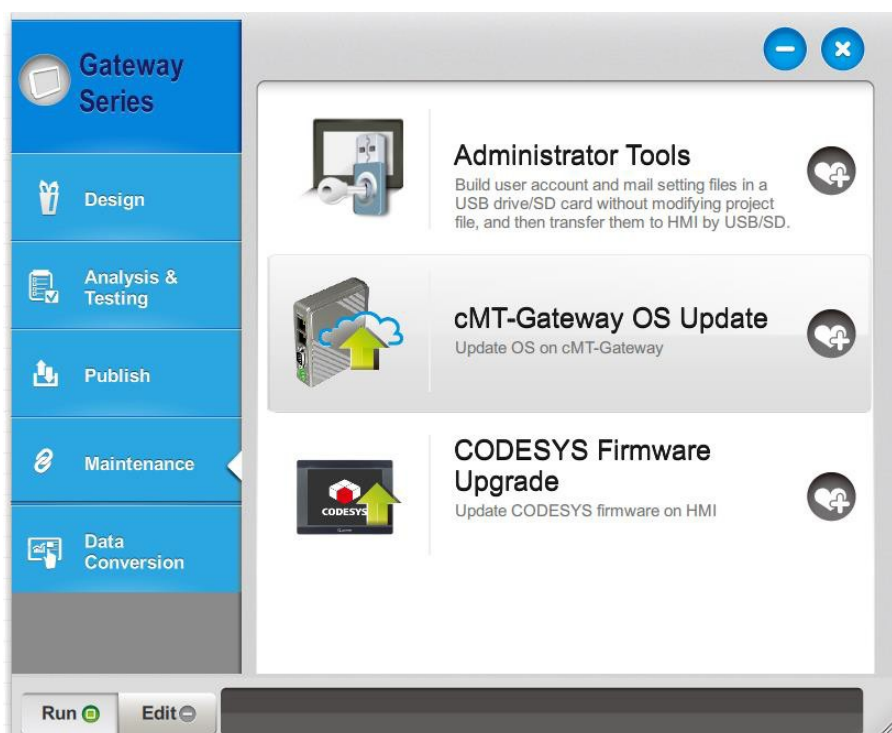 Gateway
Series
Design
Analysis &
Testing
Publish
Maintenance
Data
Conversion
Administrator Tools
Build user account and mail setting files in a
USB drive/SD card without modifying project
file, and then transfer them to HMI by USB/SD.
cMT-Gateway OS Update
Update OS on cMT-Gateway
CODESYS
CODESYS Firmware
Upgrade
Update CODESYS firmware on HMI
Run
Edit